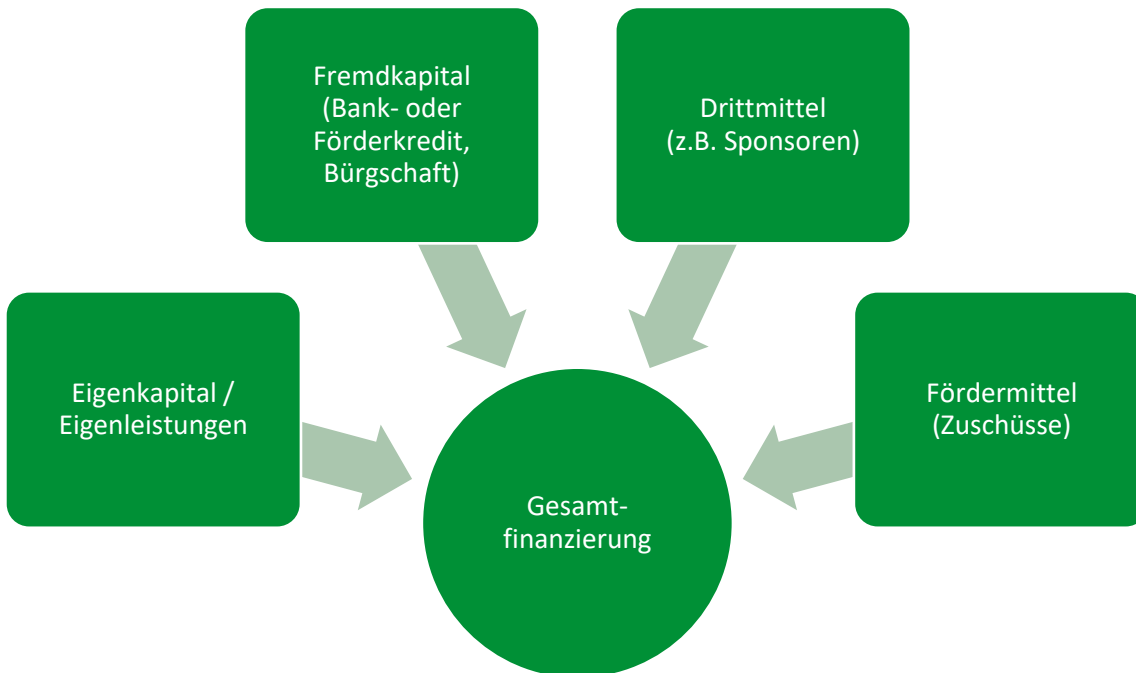 Fremdkapital
(Bank- oder
Förderkredit,
Bürgschaft)
Drittmittel
(z.B. Sponsoren)
Eigenkapital /
Eigenleistungen
Fördermittel
(Zuschüsse)
Gesamt-
finanzierung